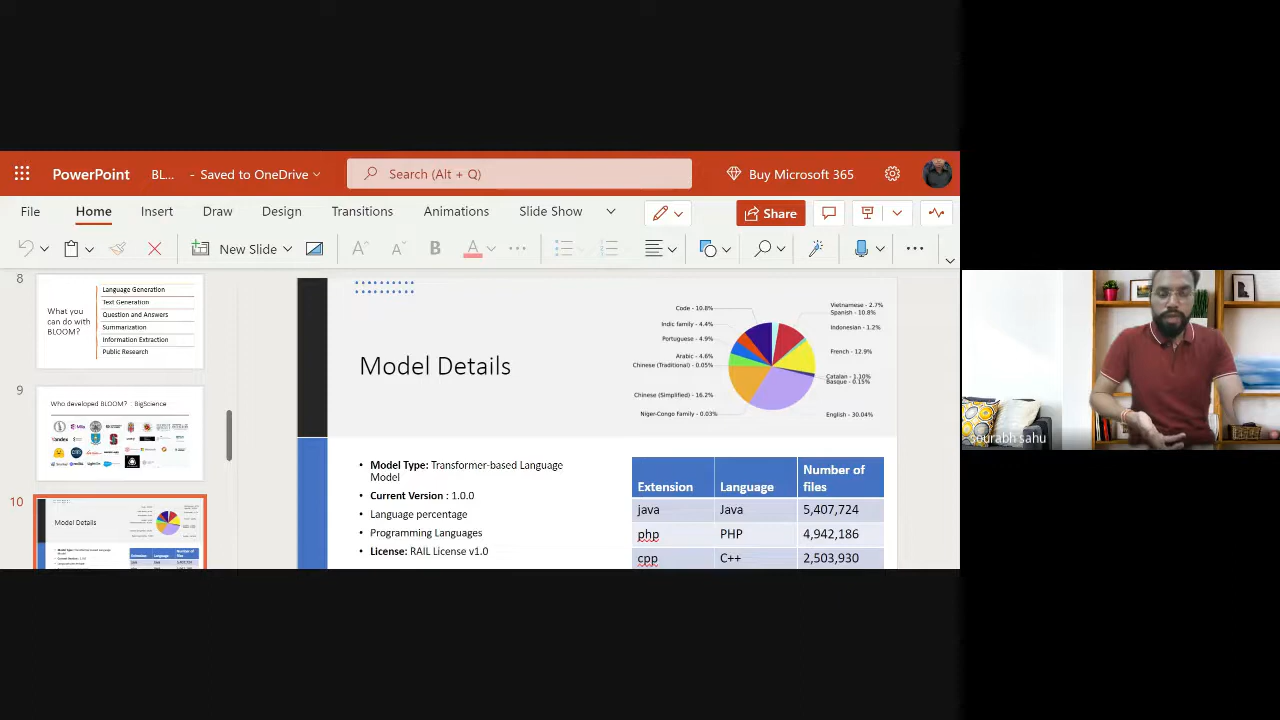 PowerPoint
BL... - Saved to OneDrive
Search (Alt + Q)
Buy Microsoft 365
File
Home
Insert
Draw
Design
Transitions
Animations
Slide Show
Share
New Slide
8
What you
can do with
BLOOM?
Language Generation
Text Generation
Question and Answers
Summarization
Information Extraction
Public Research
9
Who developed BLOOM? BigScience
10
Model Details
Model Details
Code - 10.8%
Indic family - 4.4%
Portuguese - 4.9%
Arabic - 4.6%
Chinese (Traditional) - 0.05%
Chinese (Simplified) - 16.2%
Niger-Congo Family - 0.03%
Vietnamese - 2.7%
Spanish - 10.8%
Indonesian - 1.2%
French - 12.9%
Catalan - 1.10%
Basque - 0.15%
English - 30.04%
• Model Type: Transformer-based Language
Model
• Current Version : 1.0.0
• Language percentage
• Programming Languages
• License: RAIL License v1.0
Extension Language Number of
files
java Java 5,407,724
php PHP 4,942,186
cpp C++ 2,503,930
sourabh sahu